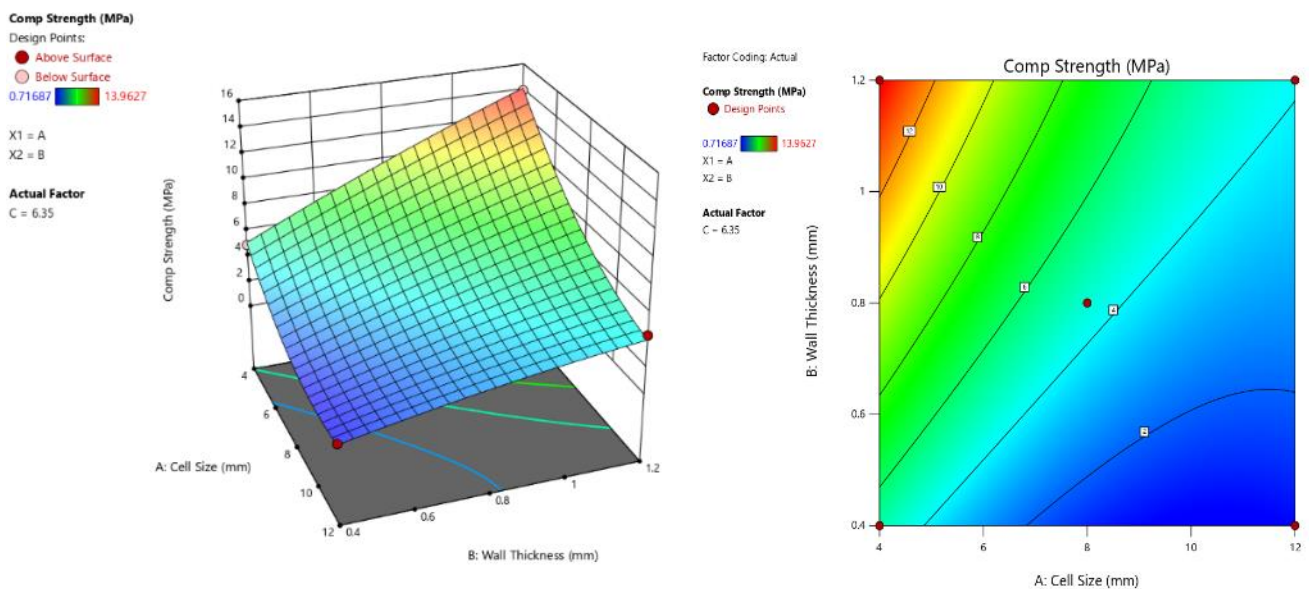 Comp Strength (MPa)
Design Points:
Above Surface
Below Surface
0.71687 13.9627
X1 = A
X2 = B
Actual Factor
C = 6.35
Comp Strength (MPa)
16
14
12
10
8
6
4
2
0
4
6
8
10
12
A: Cell Size (mm)
0.4
0.6
0.8
1
1.2
B: Wall Thickness (mm)
Factor Coding: Actual
Comp Strength (MPa)
Design Points
0.71687 13.9627
X1 = A
X2 = B
Actual Factor
C = 6.35
Comp Strength (MPa)
B: Wall Thickness (mm)
1.2
1
0.8
0.6
0.4
12
10
8
6
4
2
4
6
8
10
12
A: Cell Size (mm)